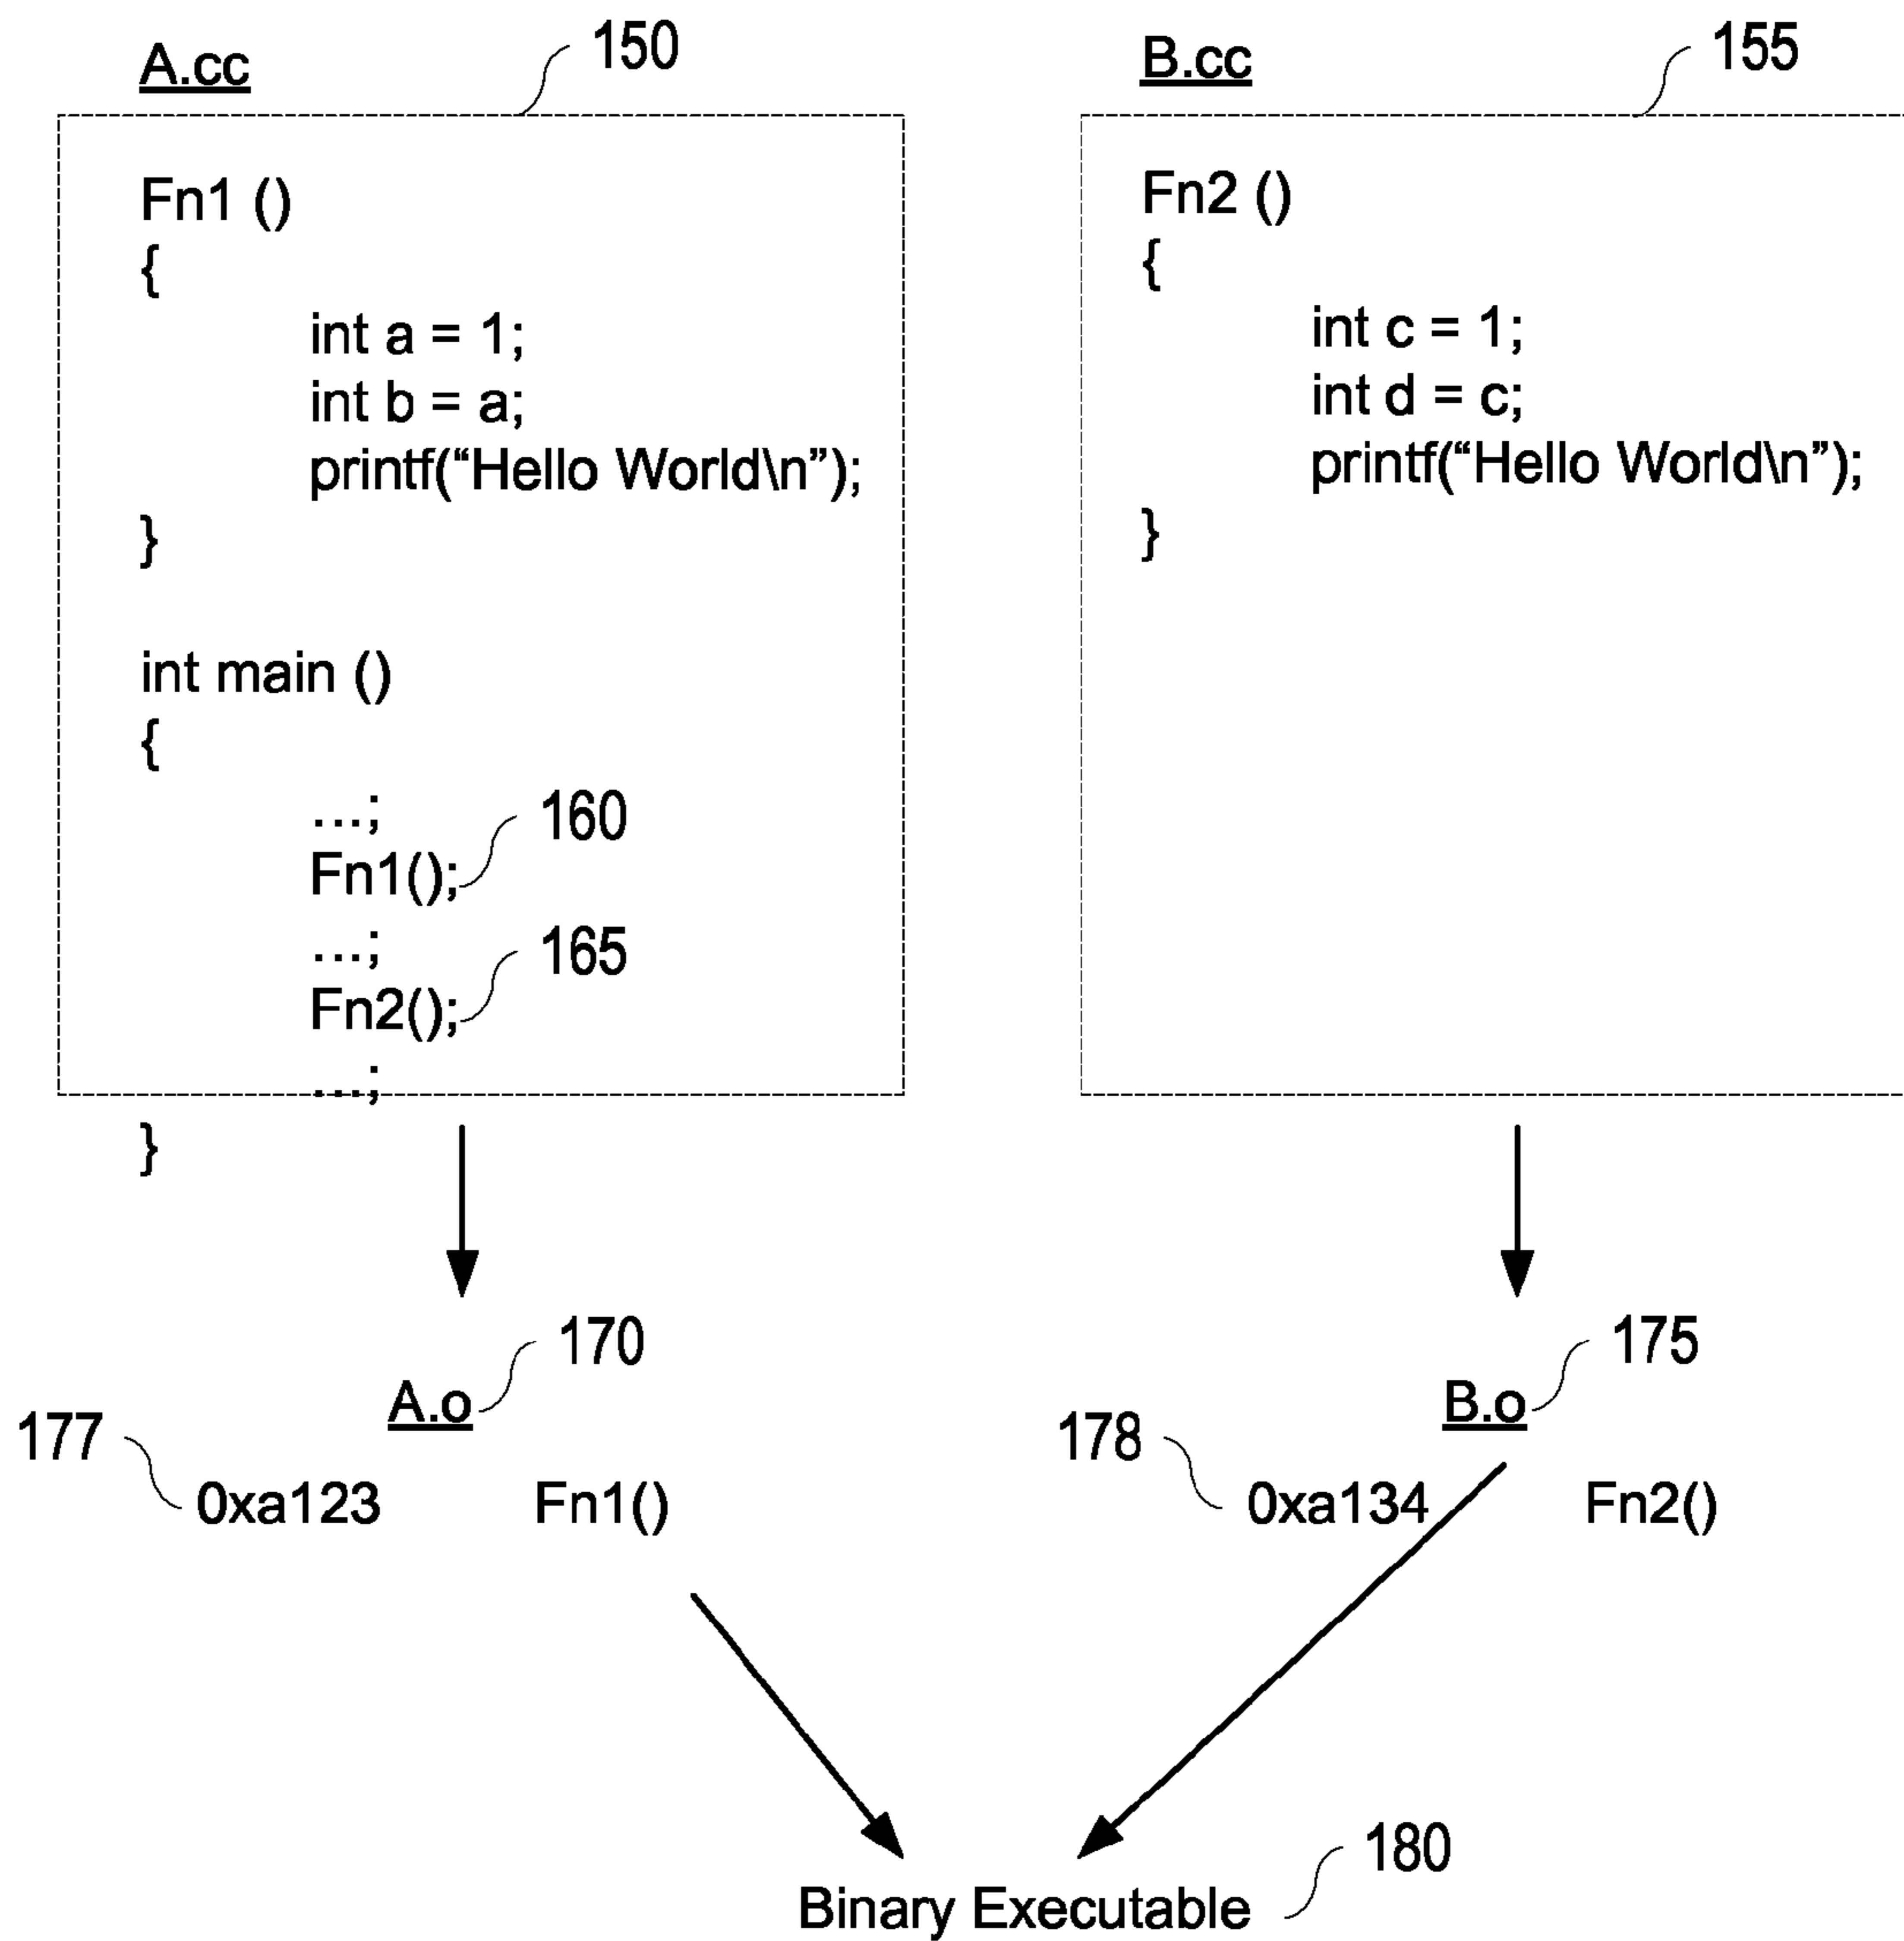 A.cc
150
Fn1 ()
{
int a = 1;
int b = a;
printf(“Hello World\n”);
}
int main ()
{
...;
160
Fn1();
...;
165
Fn2();
...;
}
B.cc
155
Fn2 ()
{
int c = 1;
int d = c;
printf(“Hello World\n”);
}
170
A.o
177
0xa123 Fn1()
175
B.o
178
0xa134 Fn2()
180
Binary Executable